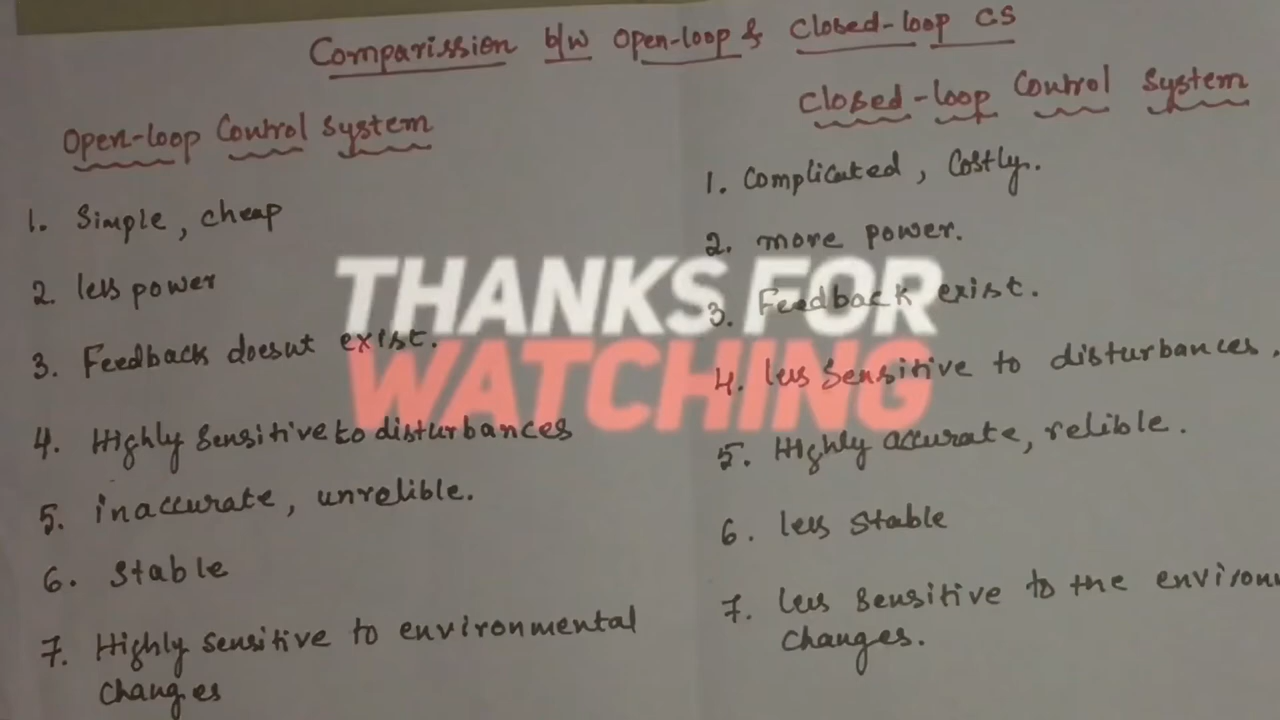 Comparission b/w open-loop & closed-loop CS
Open-loop Control system
1. Simple, cheap
2. less power
3. Feedback doesnt exist.
4. Highly sensitive to disturbances
5. inaccurate, unrelible.
6. stable
7. Highly sensitive to environmental
changes
closed-loop Control system
1. Complicated, Costly.
2. more power.
3. Feedback exist.
4. less sensitive to disturbances.
5. Highly accurate, relible.
6. less stable
7. less sensitive to the environ
changes.
THANKS FOR
WATCHING